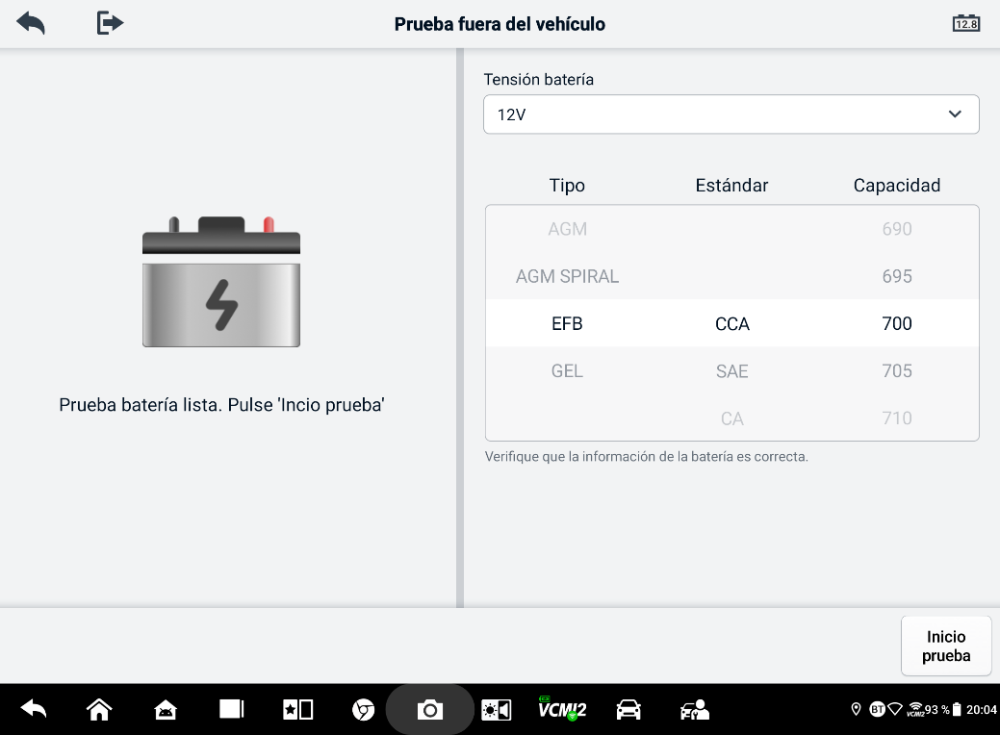 Prueba fuera del vehículo
12.8
Tensión batería
12V
Tipo Estándar Capacidad
AGM 690
AGM SPIRAL 695
EFB CCA 700
GEL SAE 705
CA 710
Prueba batería lista. Pulse 'Incio prueba'
Verifique que la información de la batería es correcta.
Inicio
prueba
VCMI2
BT
VCMI2
93 %
20:04